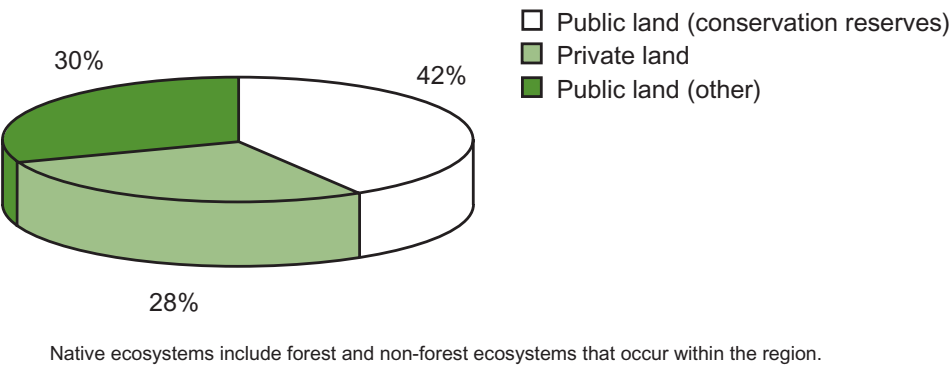 Public land (conservation reserves)
Private land
Public land (other)
30%
42%
28%
Native ecosystems include forest and non-forest ecosystems that occur within the region.